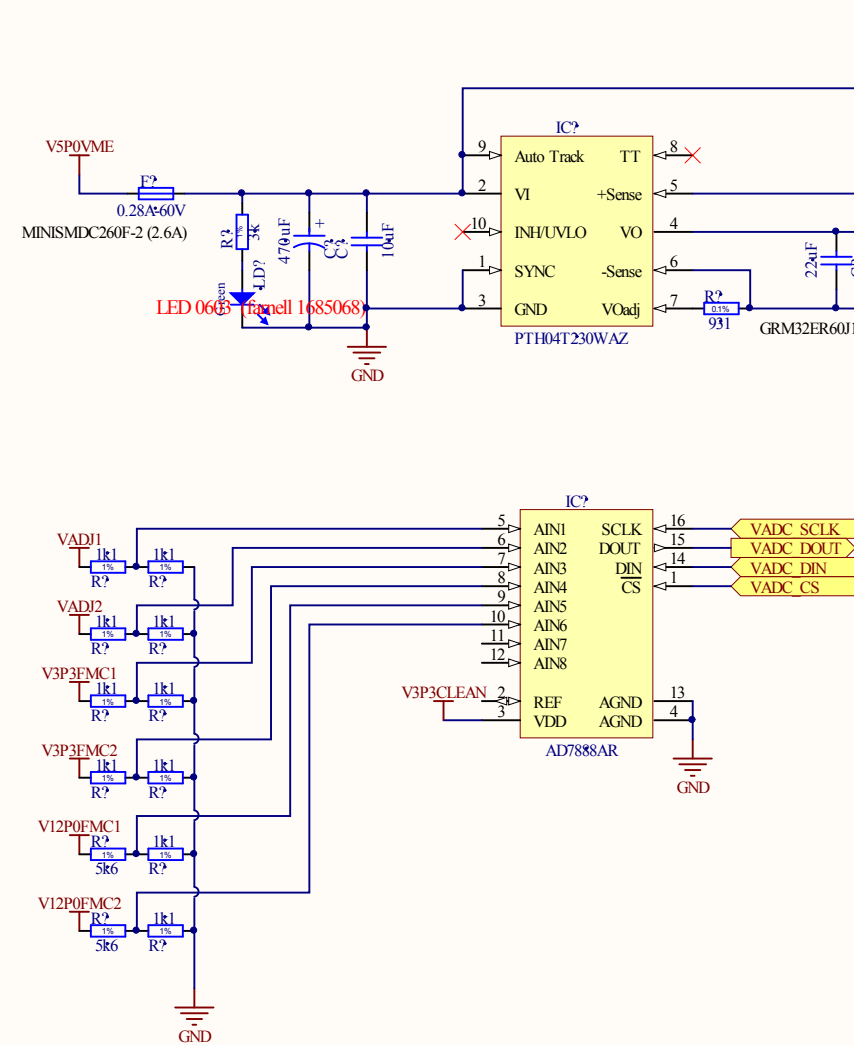 IC?
V5P0VME
9
Auto Track
TT
8
F?
2
VI
+Sense
5
0.28A-60V
MINISMDC260F-2 (2.6A)
R?
1%
3k
470uF
+
C?
C?
10uF
10
INH/UVLO
VO
4
22uF
1
SYNC
-Sense
6
LD?
Green
LED 0603 (farnell 1685068)
3
GND
VOadj
7
R?
0.1%
931
GRM32ER60J1
PTH04T230WAZ
GND
IC?
5
AIN1
SCLK
16
VADC_SCLK
6
AIN2
DOUT
15
VADC_DOUT
7
AIN3
DIN
14
VADC_DIN
8
AIN4
CS
1
VADC_CS
9
AIN5
10
AIN6
11
AIN7
12
AIN8
V3P3CLEAN
2
REF
AGND
13
3
VDD
AGND
4
AD7888AR
GND
VADJ1
1k1
1k1
1%
1%
R?
R?
VADJ2
1k1
1k1
1%
1%
R?
R?
V3P3FMC1
1k1
1k1
1%
1%
R?
R?
V3P3FMC2
1k1
1k1
1%
1%
R?
R?
V12P0FMC1
R?
1k1
1%
1%
5k6
R?
V12P0FMC2
R?
1k1
1%
1%
5k6
R?
GND